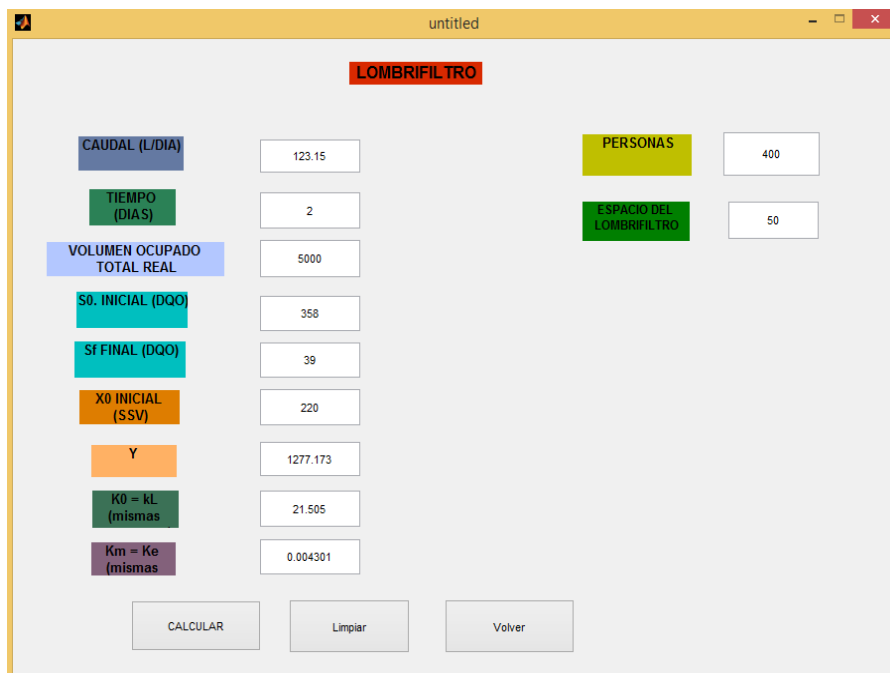 untitled
LOMBRIFILTRO
CAUDAL (L/DIA)
123.15
TIEMPO
(DIAS)
2
VOLUMEN OCUPADO
TOTAL REAL
5000
S0. INICIAL (DQO)
358
Sf FINAL (DQO)
39
X0 INICIAL
(SSV)
220
Y
1277.173
K0 = kL
(mismas
21.505
Km = Ke
(mismas
0.004301
PERSONAS
400
ESPACIO DEL
LOMBRIFILTRO
50
CALCULAR
Limpiar
Volver